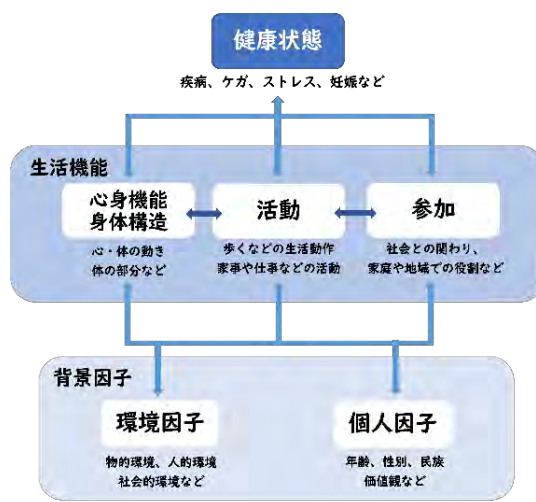 健康状態
疾病、ケガ、ストレス、妊娠など
生活機能
心身機能
身体構造
心・体の動き
体の部分など
活動
歩くなどの生活動作
家事や仕事などの活動
参加
社会との関わり、
家庭や地域での役割など
背景因子
環境因子
物的環境、人的環境
社会的環境など
個人因子
年齢、性別、民族
価値観など